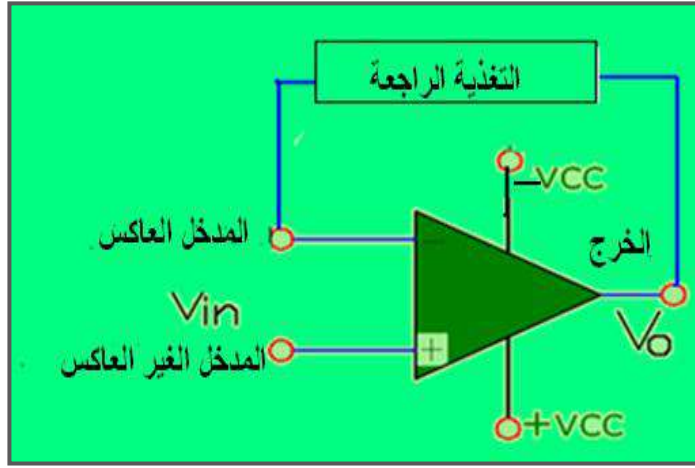 التغذية الراجعة
−VCC
المدخل العاكس
الخرج
Vin
Vo
المدخل الغير العاكس
+
+VCC